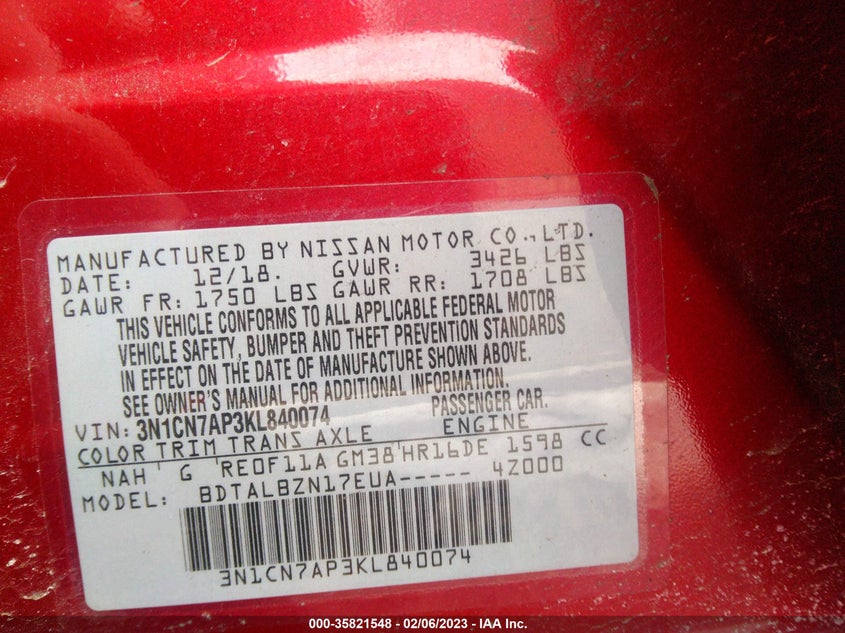 MANUFACTURED BY NISSAN MOTOR CO.,LTD.
DATE: 12/18. GVWR: 3426 LBS
GAWR FR: 1750 LBS GAWR RR: 1708 LBS
THIS VEHICLE CONFORMS TO ALL APPLICABLE FEDERAL MOTOR
VEHICLE SAFETY, BUMPER AND THEFT PREVENTION STANDARDS
IN EFFECT ON THE DATE OF MANUFACTURE SHOWN ABOVE.
SEE OWNER'S MANUAL FOR ADDITIONAL INFORMATION.
VIN: 3N1CN7AP3KL840074 PASSENGER CAR.
COLOR TRIM TRANS AXLE ENGINE
NAH G RE0F11A GM38 HR16DE 1598 CC
MODEL: BDTALBZN17EUA----- 4Z000
3N1CN7AP3KL840074
000-35821548 - 02/06/2023 - IAA Inc.